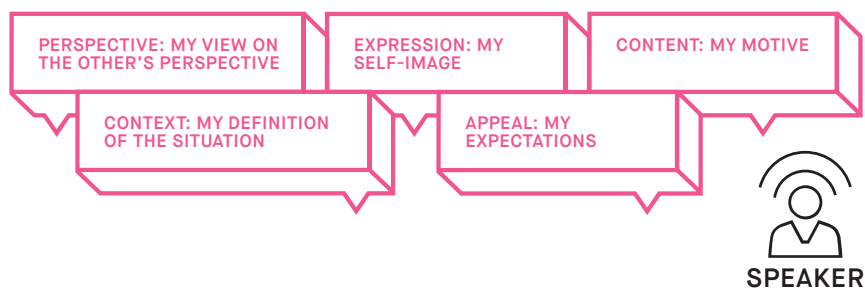 PERSPECTIVE: MY VIEW ON
THE OTHER'S PERSPECTIVE
EXPRESSION: MY
SELF-IMAGE
CONTENT: MY MOTIVE
CONTEXT: MY DEFINITION
OF THE SITUATION
APPEAL: MY
EXPECTATIONS
SPEAKER